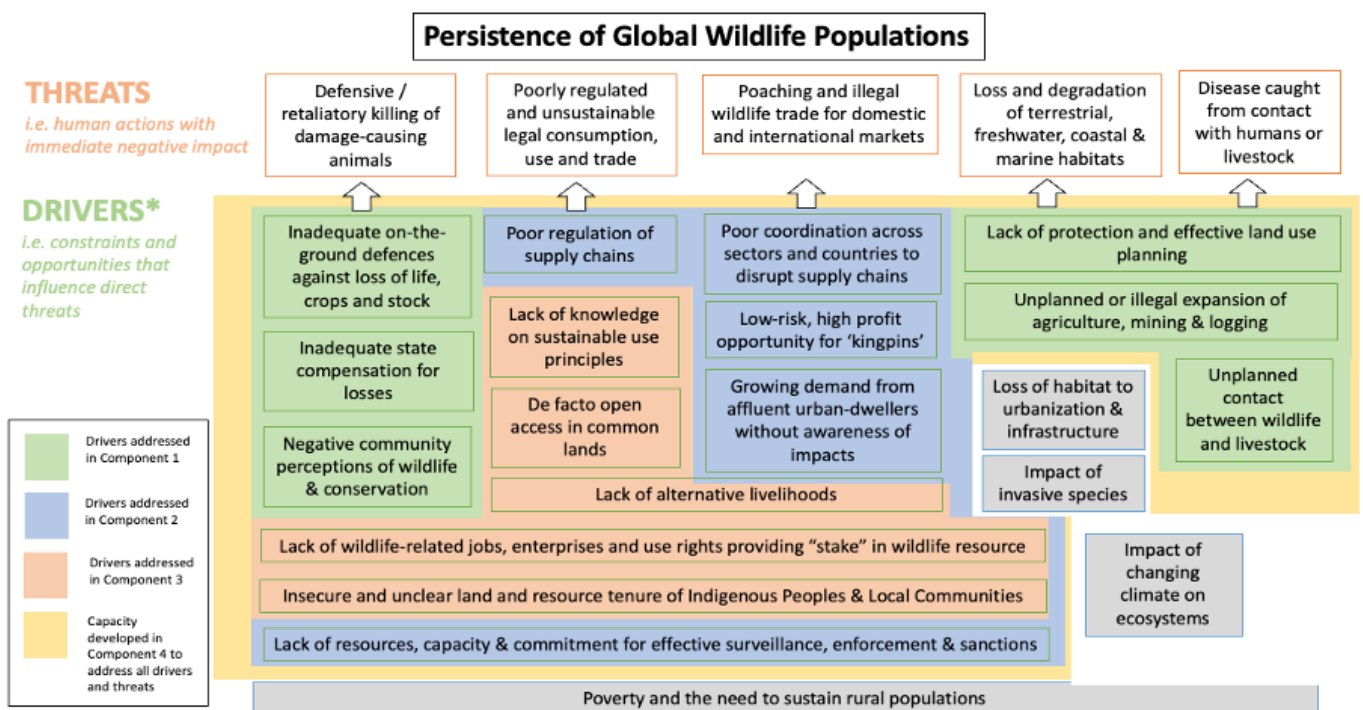 Persistence of Global Wildlife Populations
THREATS
i.e. human actions with
immediate negative impact
Defensive /
retaliatory killing of
damage-causing
animals
Poorly regulated
and unsustainable
legal consumption,
use and trade
Poaching and illegal
wildlife trade for domestic
and international markets
Loss and degradation
of terrestrial,
freshwater, coastal &
marine habitats
Disease caught
from contact
with humans or
livestock
DRIVERS*
i.e. constraints and
opportunities that
influence direct
threats
Inadequate on-the-
ground defences
against loss of life,
crops and stock
Inadequate state
compensation for
losses
Negative community
perceptions of wildlife
& conservation
Poor regulation of
supply chains
Lack of knowledge
on sustainable use
principles
De facto open
access in common
lands
Poor coordination across
sectors and countries to
disrupt supply chains
Low-risk, high profit
opportunity for ‘kingpins’
Growing demand from
affluent urban-dwellers
without awareness of
impacts
Lack of alternative livelihoods
Lack of protection and effective land use
planning
Unplanned or illegal expansion of
agriculture, mining & logging
Loss of habitat to
urbanization &
infrastructure
Impact of
invasive species
Unplanned
contact
between wildlife
and livestock
Lack of wildlife-related jobs, enterprises and use rights providing “stake” in wildlife resource
Insecure and unclear land and resource tenure of Indigenous Peoples & Local Communities
Lack of resources, capacity & commitment for effective surveillance, enforcement & sanctions
Impact of
changing
climate on
ecosystems
Poverty and the need to sustain rural populations
Drivers addressed
in Component 1
Drivers addressed
in Component 2
Drivers addressed
in Component 3
Capacity
developed in
Component 4 to
address all drivers
and threats